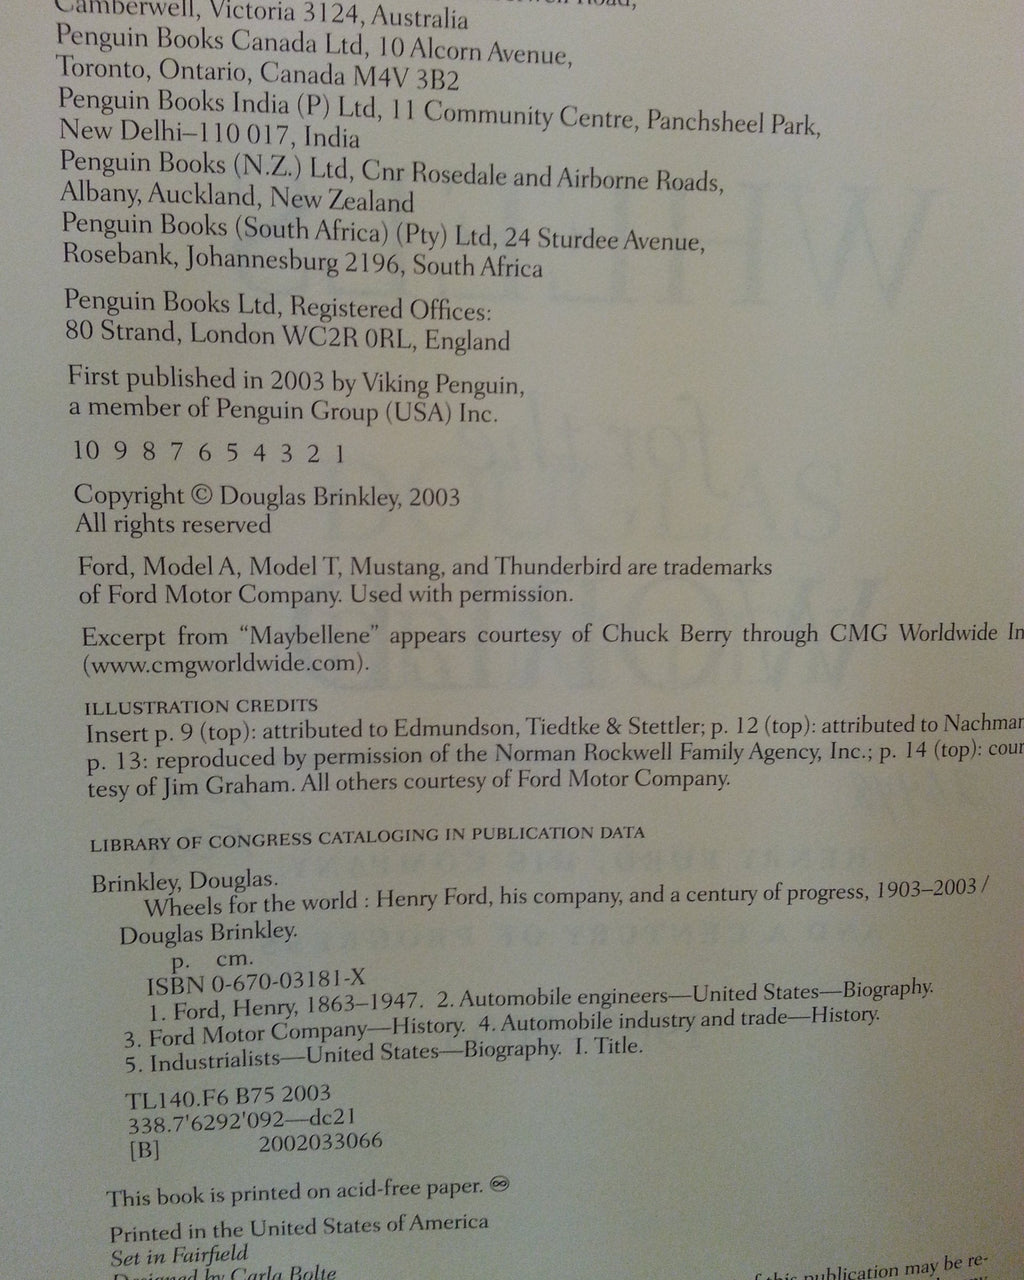 Camberwell, Victoria 3124, Australia
Penguin Books Canada Ltd, 10 Alcorn Avenue,
Toronto, Ontario, Canada M4V 3B2
Penguin Books India (P) Ltd, 11 Community Centre, Panchsheel Park,
New Delhi–110 017, India
Penguin Books (N.Z.) Ltd, Cnr Rosedale and Airborne Roads,
Albany, Auckland, New Zealand
Penguin Books (South Africa) (Pty) Ltd, 24 Sturdee Avenue,
Rosebank, Johannesburg 2196, South Africa
Penguin Books Ltd, Registered Offices:
80 Strand, London WC2R 0RL, England
First published in 2003 by Viking Penguin,
a member of Penguin Group (USA) Inc.
10 9 8 7 6 5 4 3 2 1
Copyright © Douglas Brinkley, 2003
All rights reserved
Ford, Model A, Model T, Mustang, and Thunderbird are trademarks
of Ford Motor Company. Used with permission.
Excerpt from “Maybellene” appears courtesy of Chuck Berry through CMG Worldwide In
(www.cmgworldwide.com).
ILLUSTRATION CREDITS
Insert p. 9 (top): attributed to Edmundson, Tiedtke & Stettler; p. 12 (top): attributed to Nachman
p. 13: reproduced by permission of the Norman Rockwell Family Agency, Inc.; p. 14 (top): cour
tesy of Jim Graham. All others courtesy of Ford Motor Company.
LIBRARY OF CONGRESS CATALOGING IN PUBLICATION DATA
Brinkley, Douglas.
Wheels for the world : Henry Ford, his company, and a century of progress, 1903–2003 /
Douglas Brinkley.
p. cm.
ISBN 0-670-03181-X
1. Ford, Henry, 1863–1947. 2. Automobile engineers—United States—Biography.
3. Ford Motor Company—History. 4. Automobile industry and trade—History.
5. Industrialists—United States—Biography. I. Title.
TL140.F6 B75 2003
338.7'6292'092—dc21
[B] 2002033066
This book is printed on acid-free paper. ♾
Printed in the United States of America
Set in Fairfield
Designed by Carla Bolte
of this publication may be re-